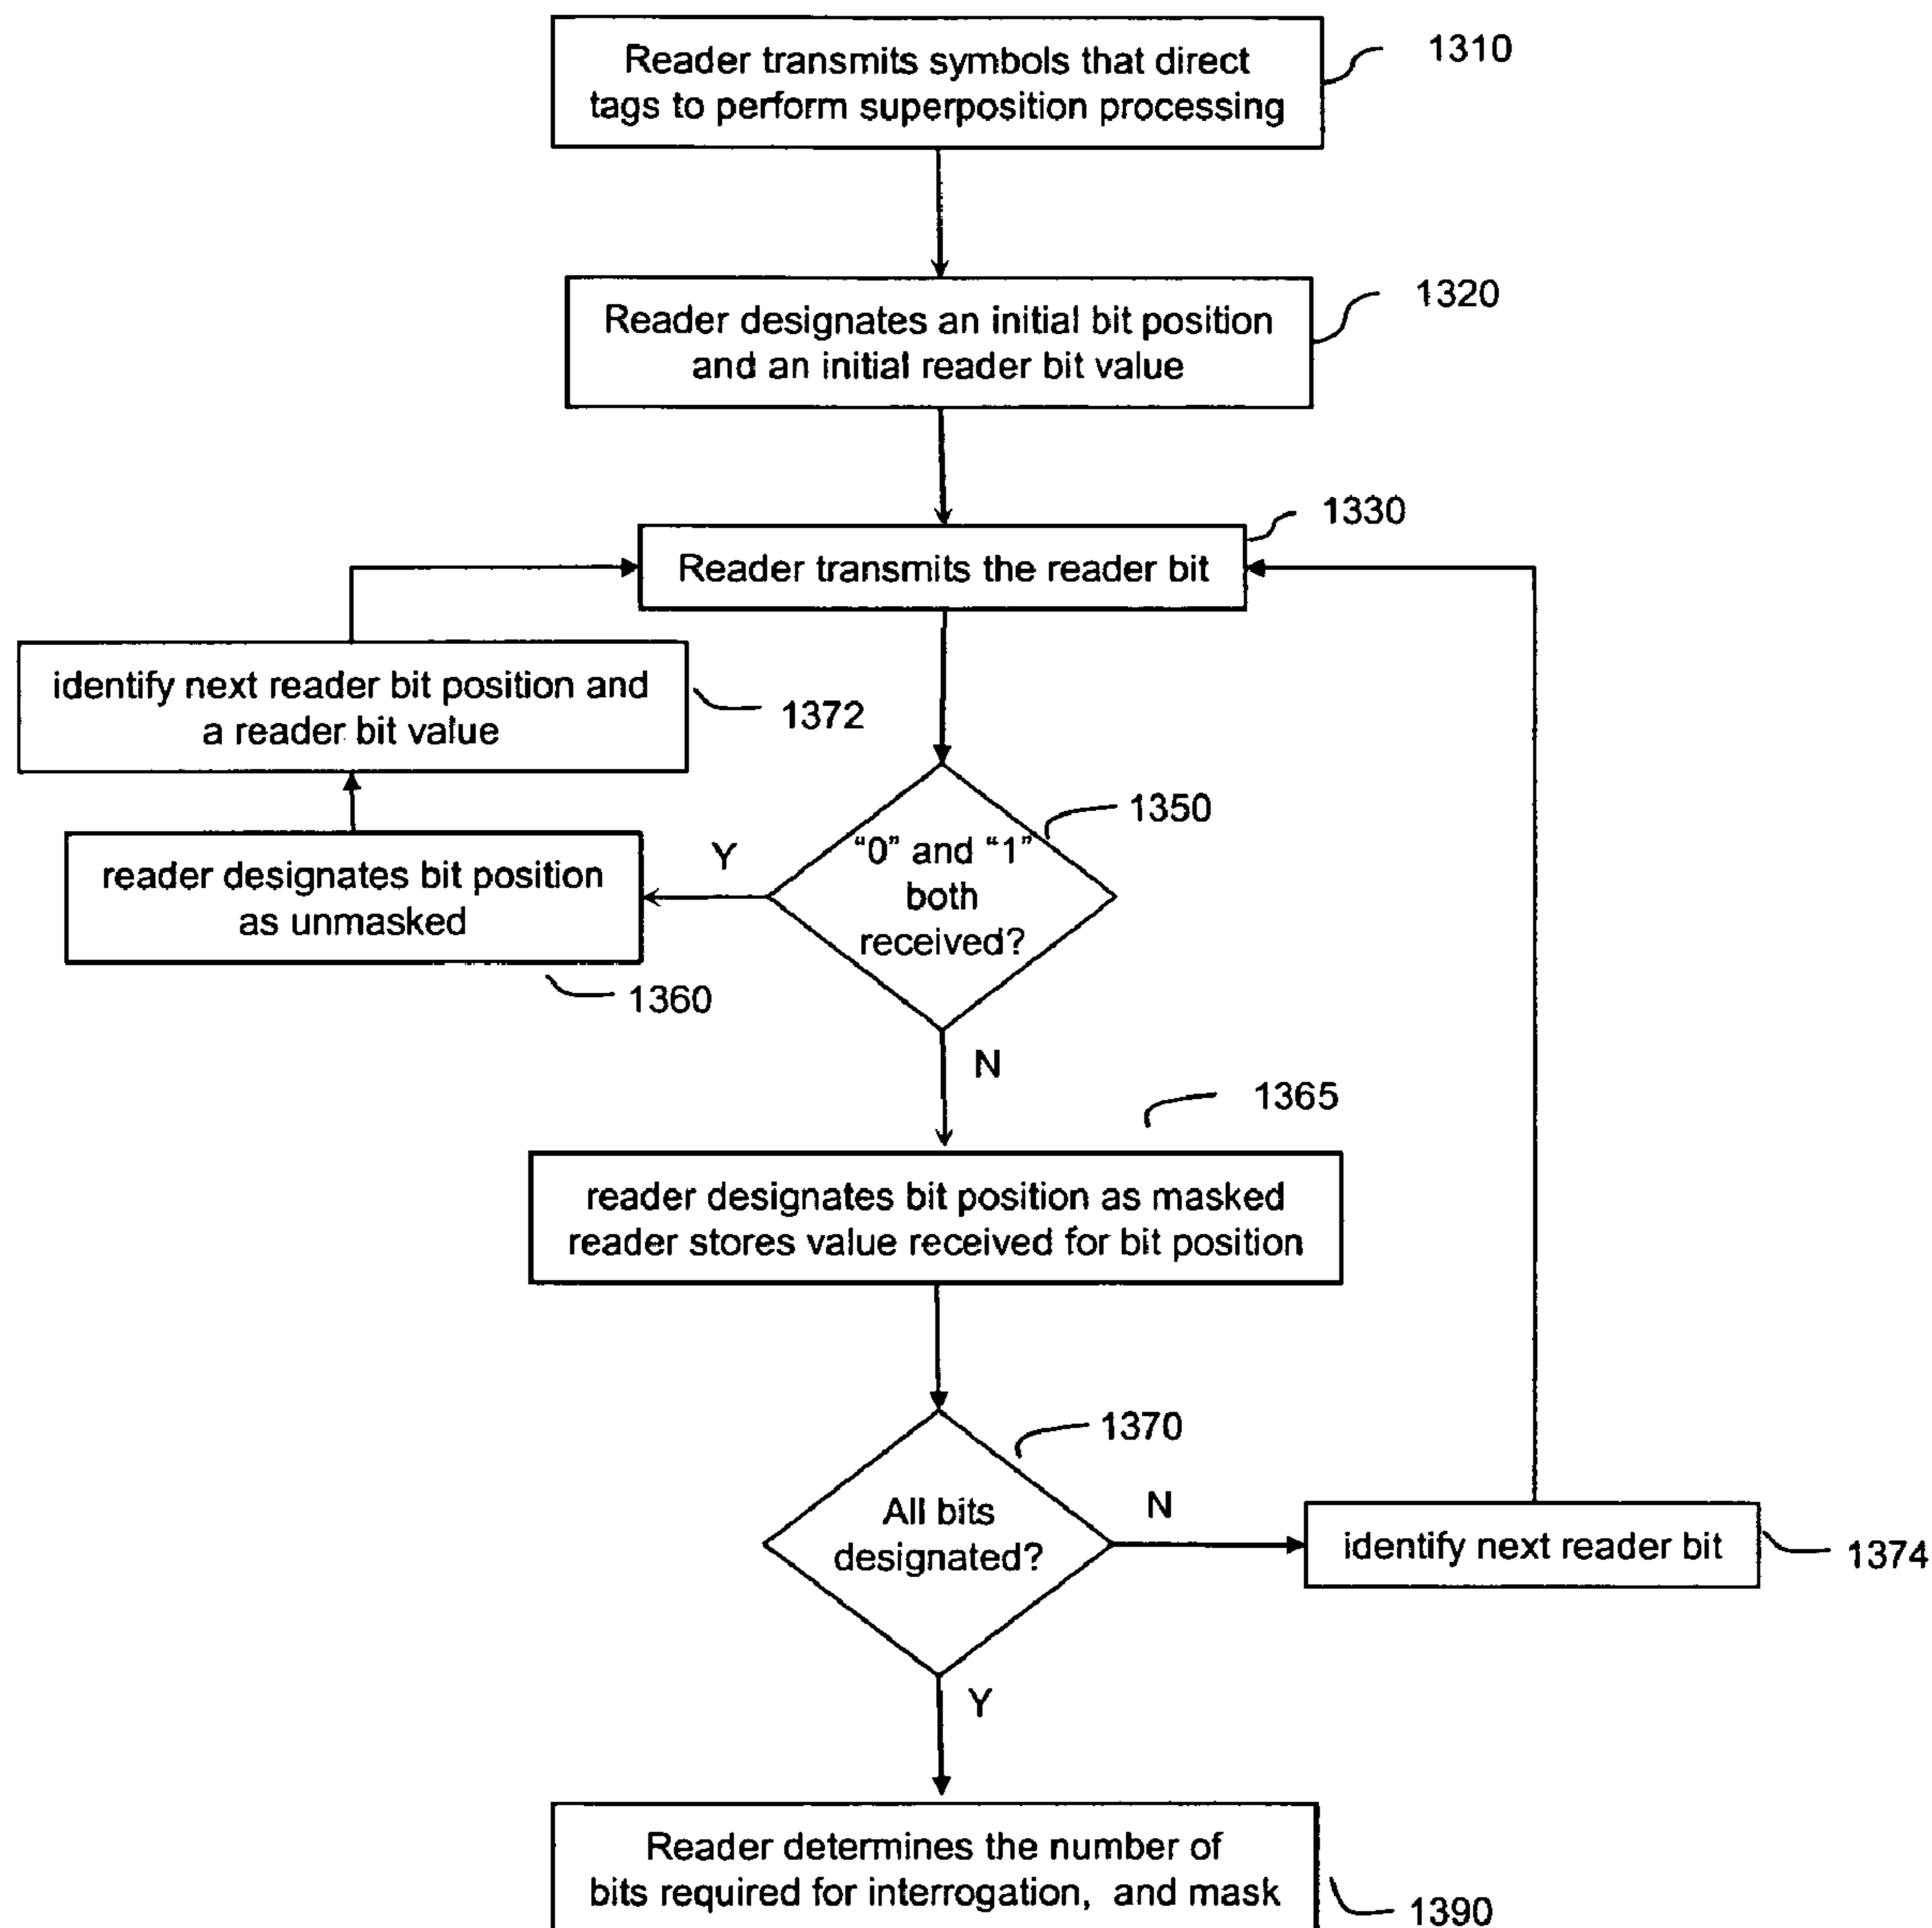 Reader transmits symbols that direct
tags to perform superposition processing
1310
Reader designates an initial bit position
and an initial reader bit value
1320
1330
Reader transmits the reader bit
identify next reader bit position and
a reader bit value
1372
1350
“0” and “1”
both
received?
Y
reader designates bit position
as unmasked
1360
N
1365
reader designates bit position as masked
reader stores value received for bit position
1370
All bits
designated?
N
identify next reader bit
1374
Y
Reader determines the number of
bits required for interrogation, and mask
1390